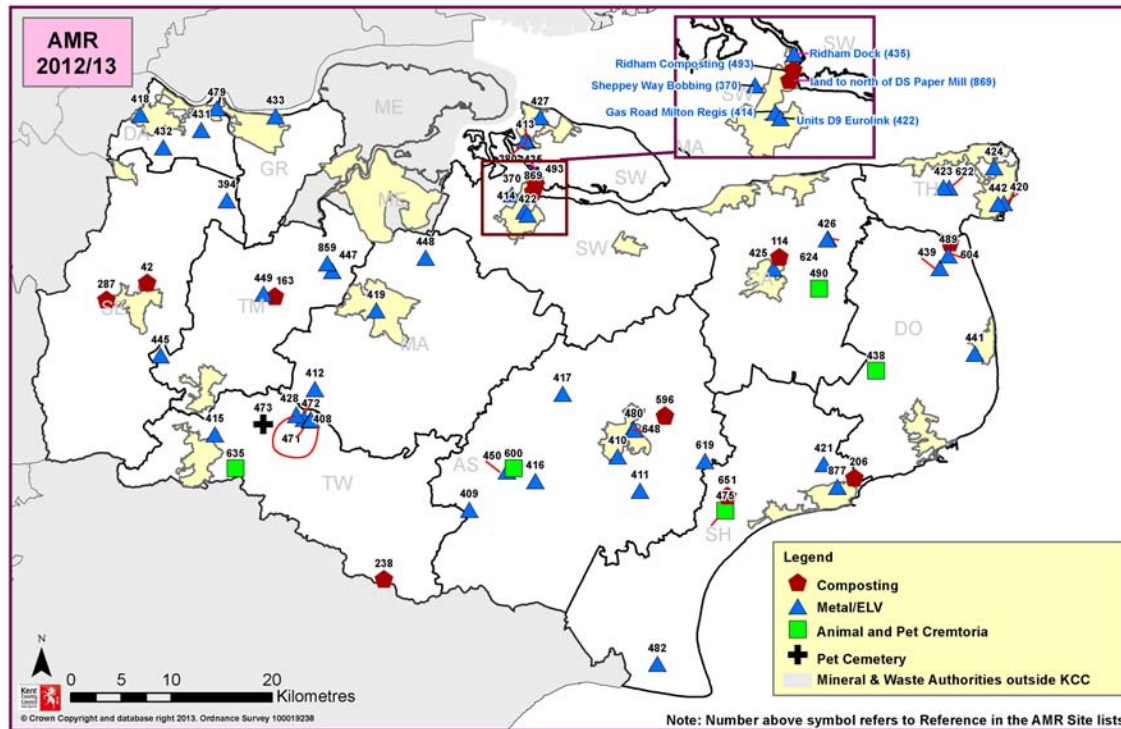 AMR
2012/13
SW
Ridham Dock (435)
Ridham Composting (493)
land to north of DS Paper Mill (869)
Sheppey Way Bobbing (370)
SW
Gas Road Milton Regis (414)
Units D9 Eurolink (422)
MA
418
479
433
431
432
DA
GR
ME
ME
394
427
413
493
869
370
414
422
SW
SW
424
423
622
TH
442
420
426
114
425
624
490
489
439
604
DO
441
438
42
287
859
447
448
449
163
TM
419
MA
445
412
428
472
473
408
471
415
635
TW
417
596
480
648
410
AS
450
600
416
411
409
619
421
206
877
651
475
SH
238
482
N
0
5
10
20
Kilometres
Kent
County
Council
© Crown Copyright and database right 2013. Ordnance Survey 100019238
Legend
Composting
Metal/ELV
Animal and Pet Cremtoria
Pet Cemetery
Mineral & Waste Authorities outside KCC
Note: Number above symbol refers to Reference in the AMR Site lists